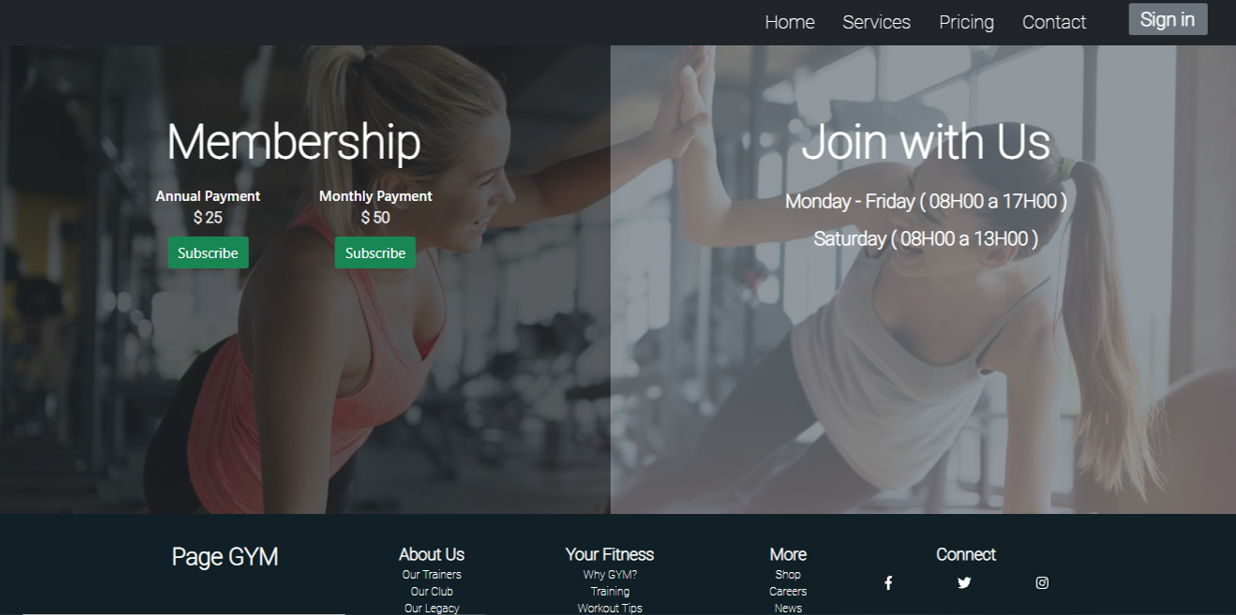 Home Services Pricing Contact Sign in
Membership
Annual Payment
$ 25
Subscribe
Monthly Payment
$ 50
Subscribe
Join with Us
Monday - Friday ( 08H00 a 17H00 )
Saturday ( 08H00 a 13H00 )
Page GYM
About Us
Our Trainers
Our Club
Our Legacy
Your Fitness
Why GYM?
Training
Workout Tips
More
Shop
Careers
News
Connect